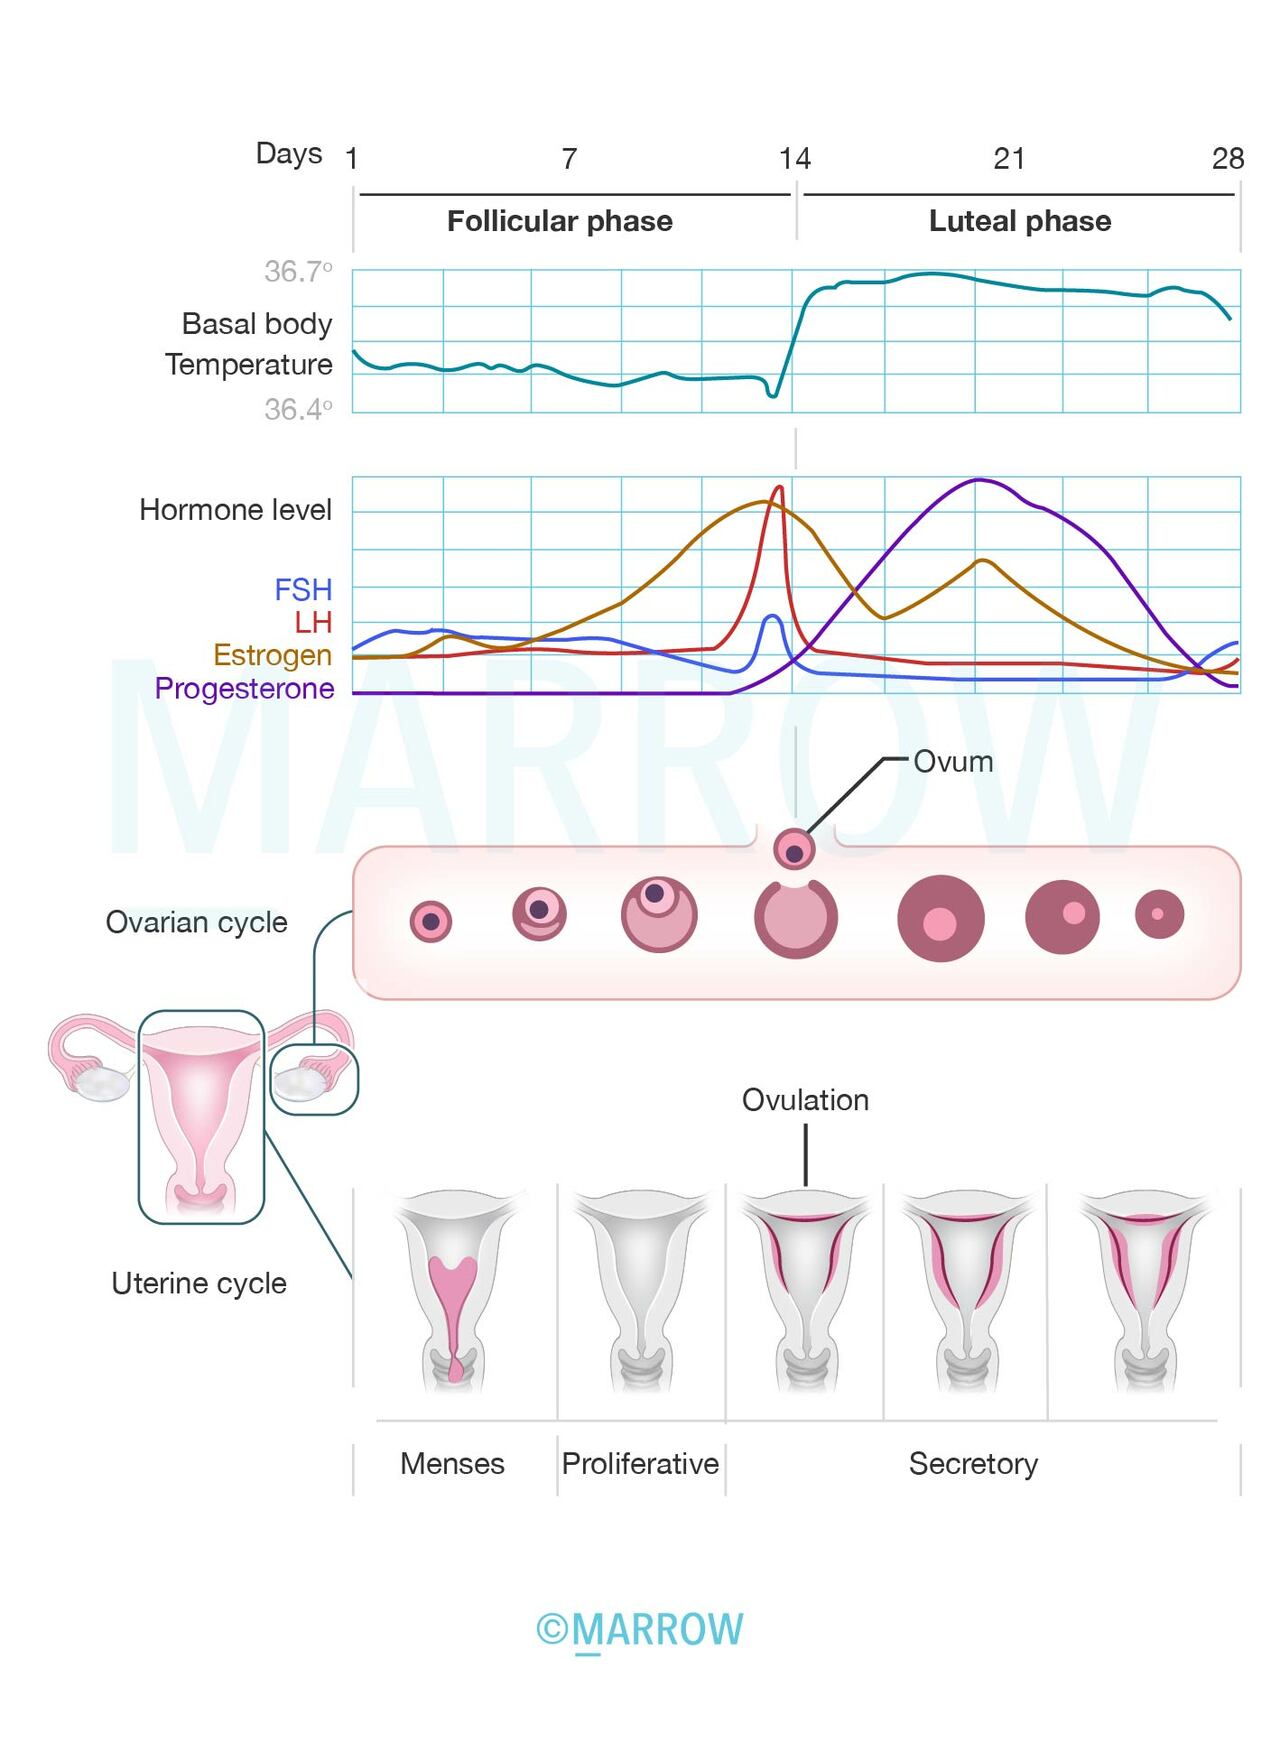 Days 1 7 14 21 28
Follicular phase Luteal phase
36.7°
Basal body
Temperature
36.4°
Hormone level
FSH
LH
Estrogen
Progesterone
MARROW
Ovum
Ovarian cycle
Ovulation
Uterine cycle
Menses Proliferative Secretory
©MARROW